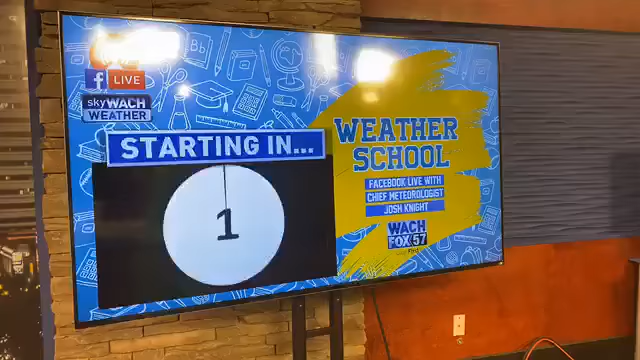 f LIVE
skyWACH
WEATHER
STARTING IN...
1
WEATHER
SCHOOL
FACEBOOK LIVE WITH
CHIEF METEOROLOGIST
JOSH KNIGHT
WACH
FOX 57